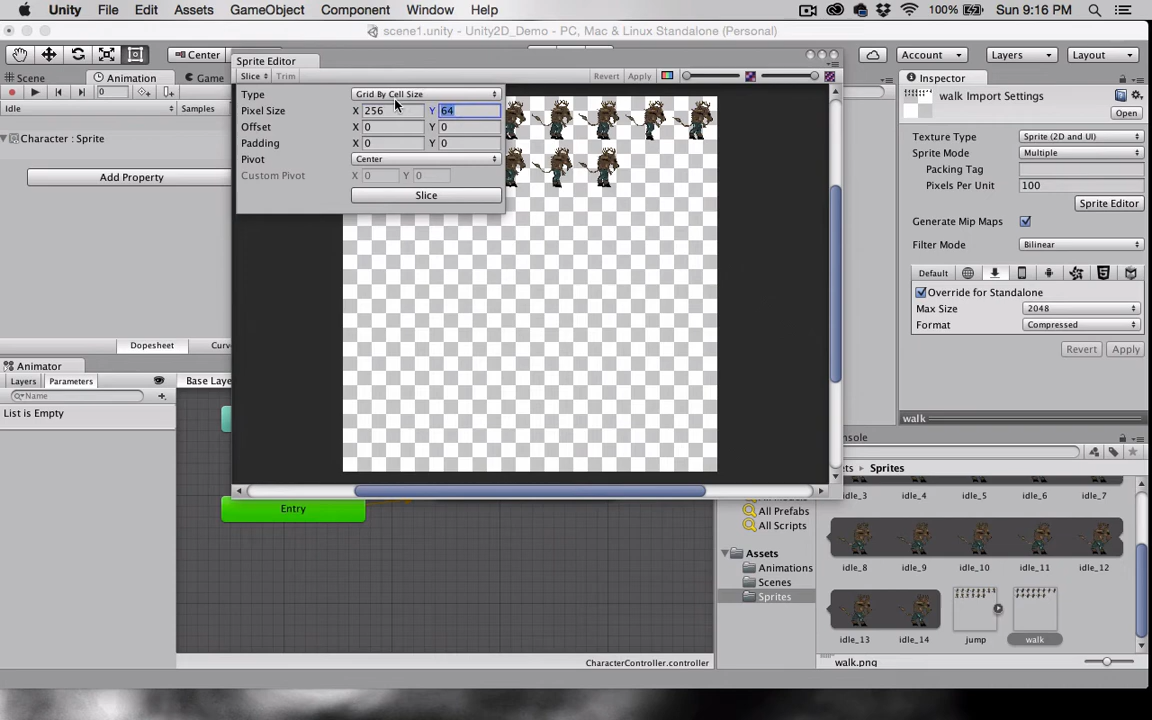 Unity File Edit Assets GameObject Component Window Help 100% Sun 9:16 PM
scene1.unity - Unity2D_Demo - PC, Mac & Linux Standalone (Personal)
Center Account Layers Layout
Scene Animation Game
Sprite Editor
Slice Trim Revert Apply
0
Idle Samples
Character : Sprite
Add Property
Type Grid By Cell Size
Pixel Size X 256 Y 64
Offset X 0 Y 0
Padding X 0 Y 0
Pivot Center
Custom Pivot X 0 Y 0
Slice
Inspector
walk Import Settings
Open
Texture Type Sprite (2D and UI)
Sprite Mode Multiple
Packing Tag
Pixels Per Unit 100
Sprite Editor
Generate Mip Maps
Filter Mode Bilinear
Default
Override for Standalone
Max Size 2048
Format Compressed
Revert Apply
walk
Dopesheet
Animator
Layers Parameters Base Laye
Name
List is Empty
Entry
CharacterController.controller
onsole
ets Sprites
All Prefabs
All Scripts
Assets
Animations
Scenes
Sprites
idle_3 idle_4 idle_5 idle_6 idle_7
idle_8 idle_9 idle_10 idle_11 idle_12
idle_13 idle_14 jump walk
walk.png